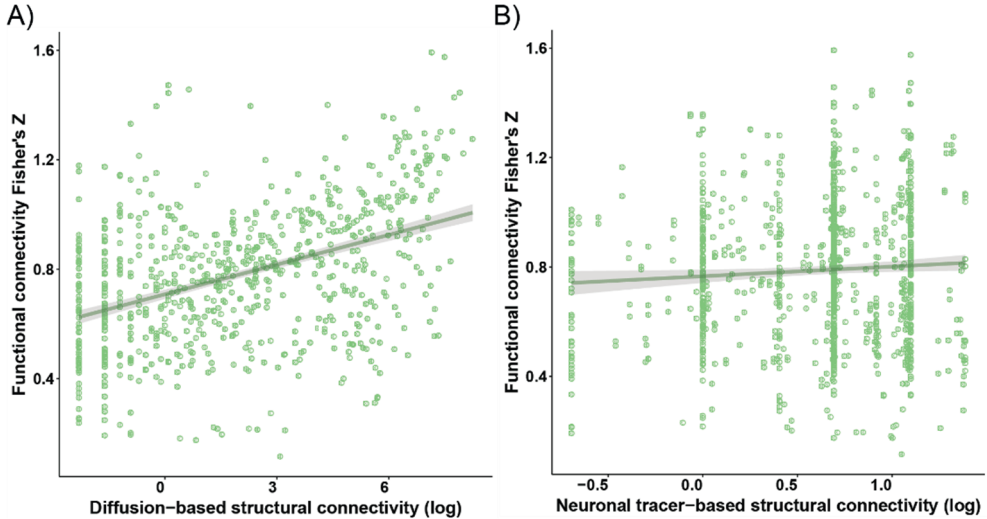 A)
Functional connectivity Fisher's Z
1.6
1.2
0.8
0.4
0
3
6
Diffusion−based structural connectivity (log)
B)
Functional connectivity Fisher's Z
1.6
1.2
0.8
0.4
−0.5
0.0
0.5
1.0
Neuronal tracer−based structural connectivity (log)